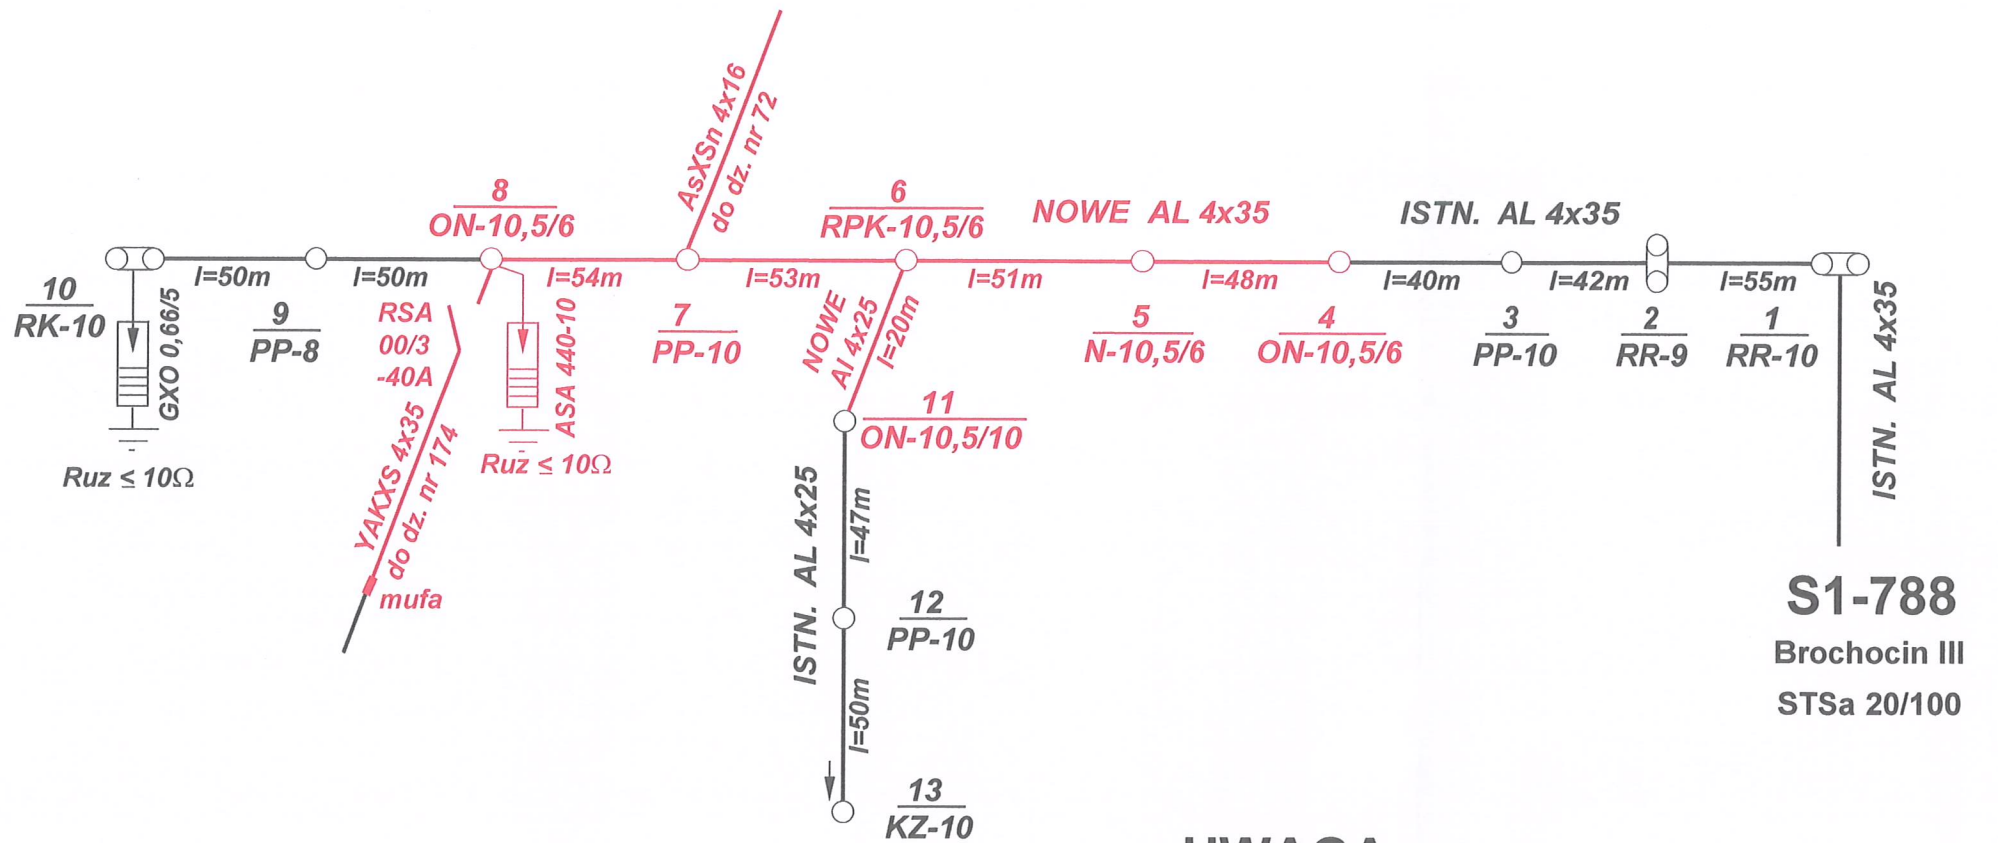 AsXSn 4x16
do dz. nr 72
8
ON-10,5/6
6
RPK-10,5/6
NOWE AL 4x35
ISTN. AL 4x35
l=50m
l=50m
l=54m
l=53m
l=51m
l=48m
l=40m
l=42m
l=55m
10
RK-10
GXO 0,66/5
Ruz ≤ 10Ω
9
PP-8
RSA
00/3
-40A
YAKXS 4x35
do dz. nr 174
mufa
ASA 440-10
Ruz ≤ 10Ω
7
PP-10
NOWE
Al 4x25
l=20m
5
N-10,5/6
4
ON-10,5/6
3
PP-10
2
RR-9
1
RR-10
ISTN. AL 4x35
11
ON-10,5/10
ISTN. AL 4x25
l=47m
12
PP-10
l=50m
13
KZ-10
S1-788
Brochocin III
STSa 20/100
UWAGA